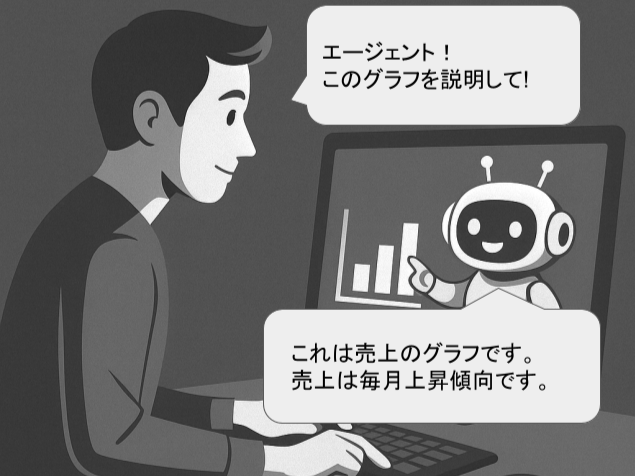 エージェント！
このグラフを説明して!
これは売上のグラフです。
売上は毎月上昇傾向です。